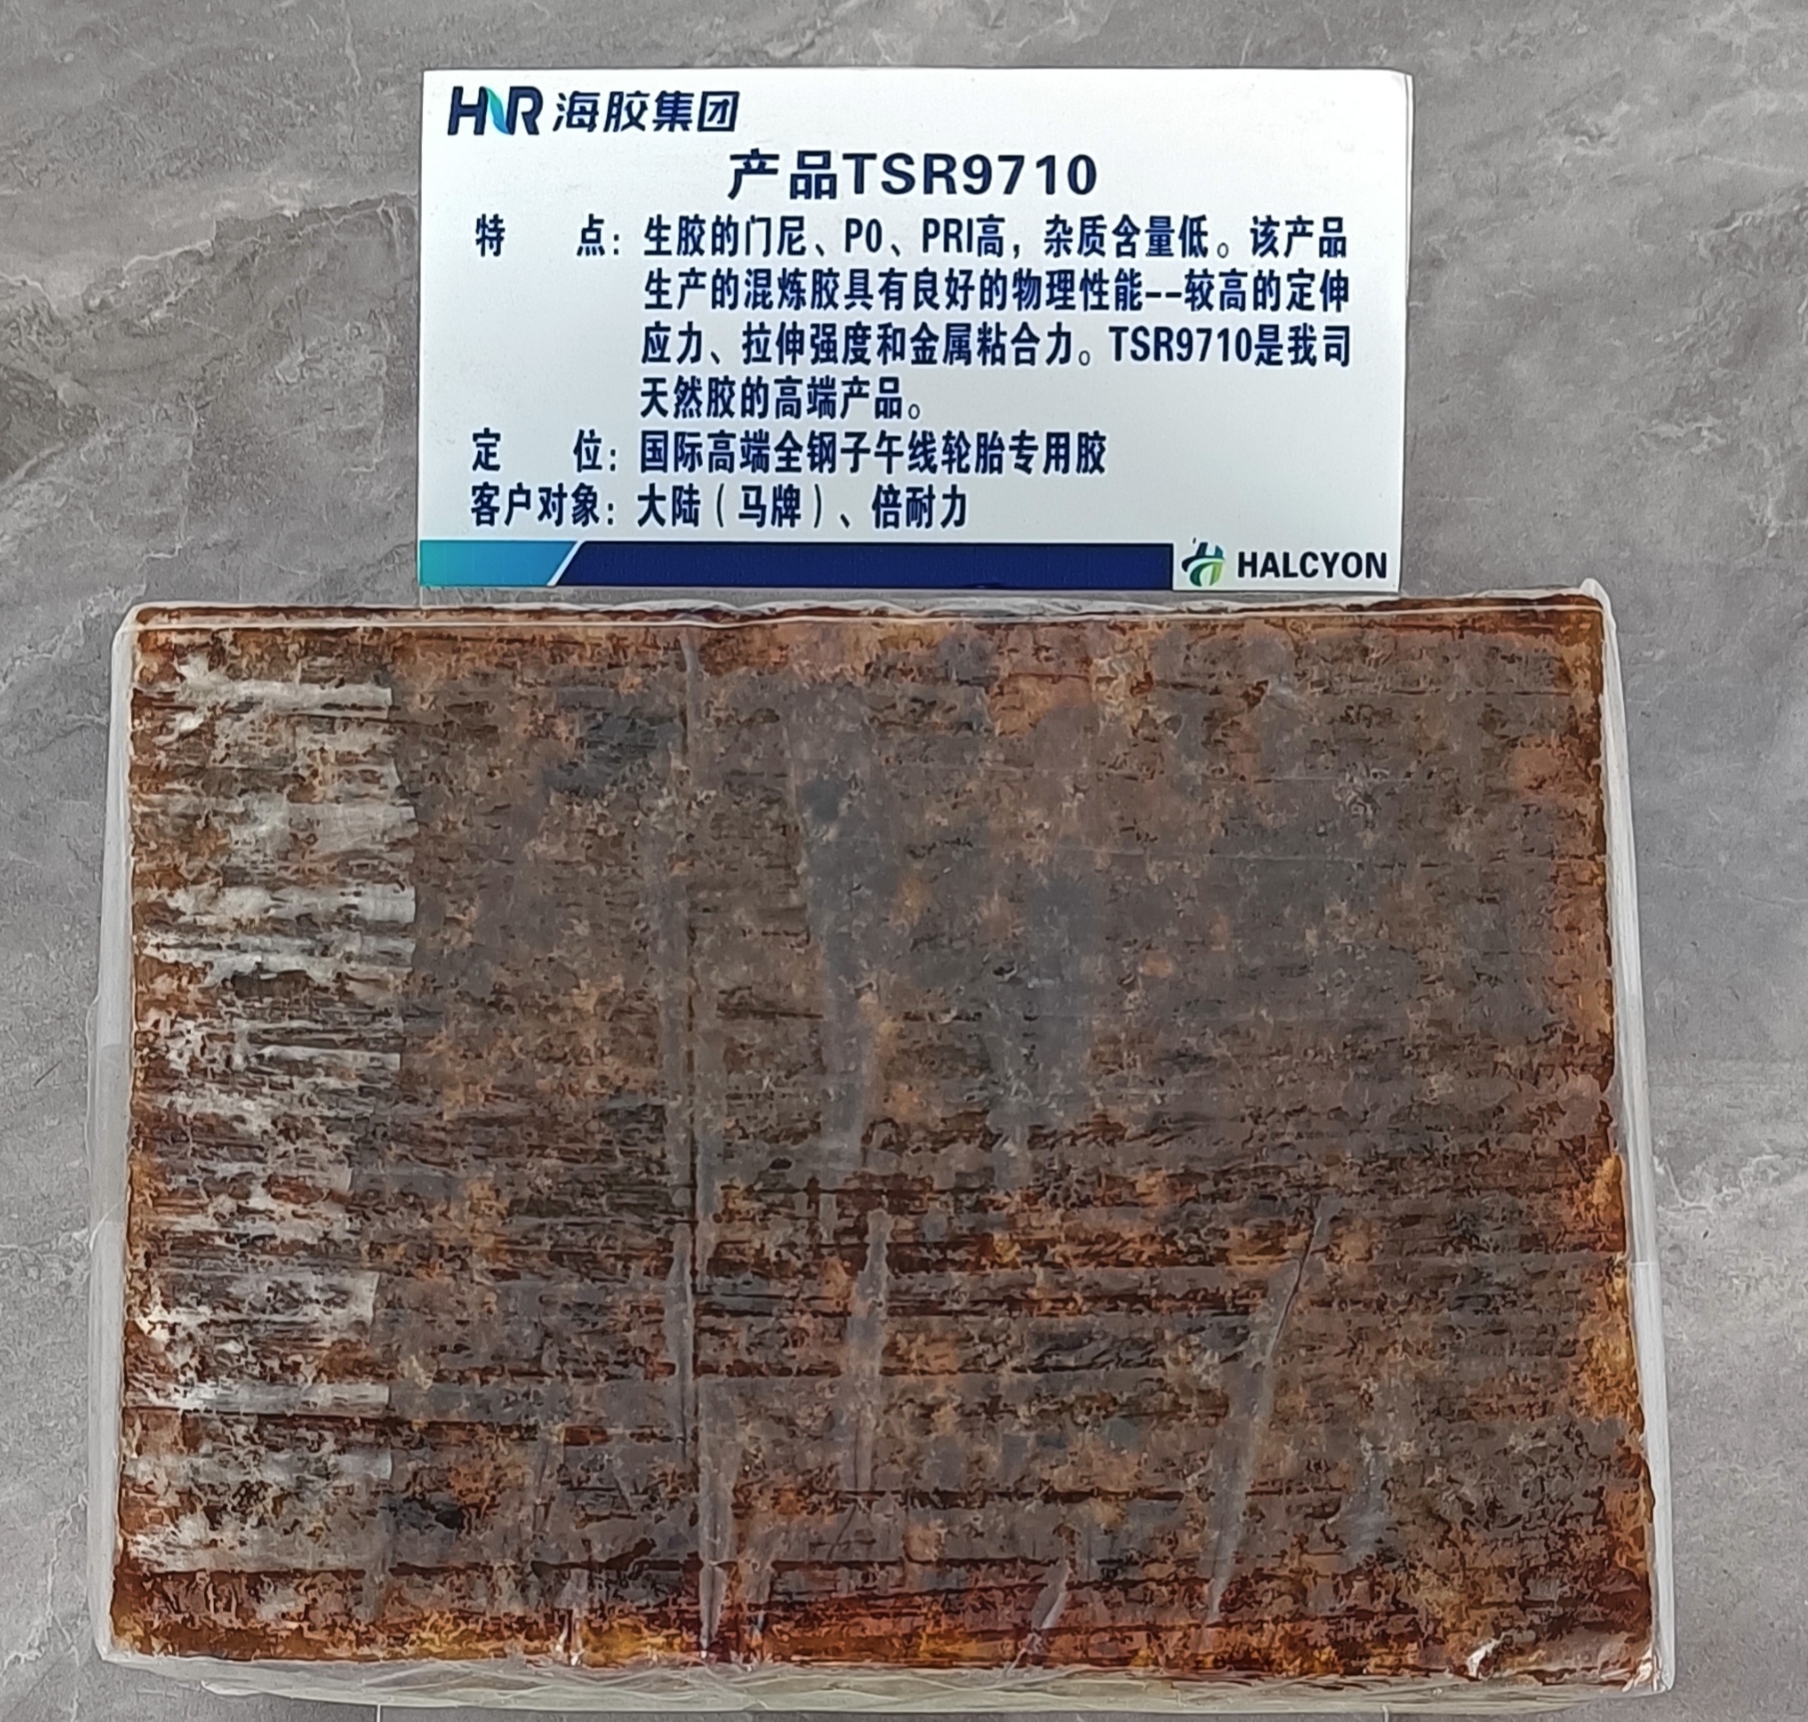 HNR 海胶集团
产品TSR9710
特　　点：生胶的门尼、P0、PRI高，杂质含量低。该产品
生产的混炼胶具有良好的物理性能--较高的定伸
应力、拉伸强度和金属粘合力。TSR9710是我司
天然胶的高端产品。
定　　位：国际高端全钢子午线轮胎专用胶
客户对象：大陆（马牌）、倍耐力
HALCYON